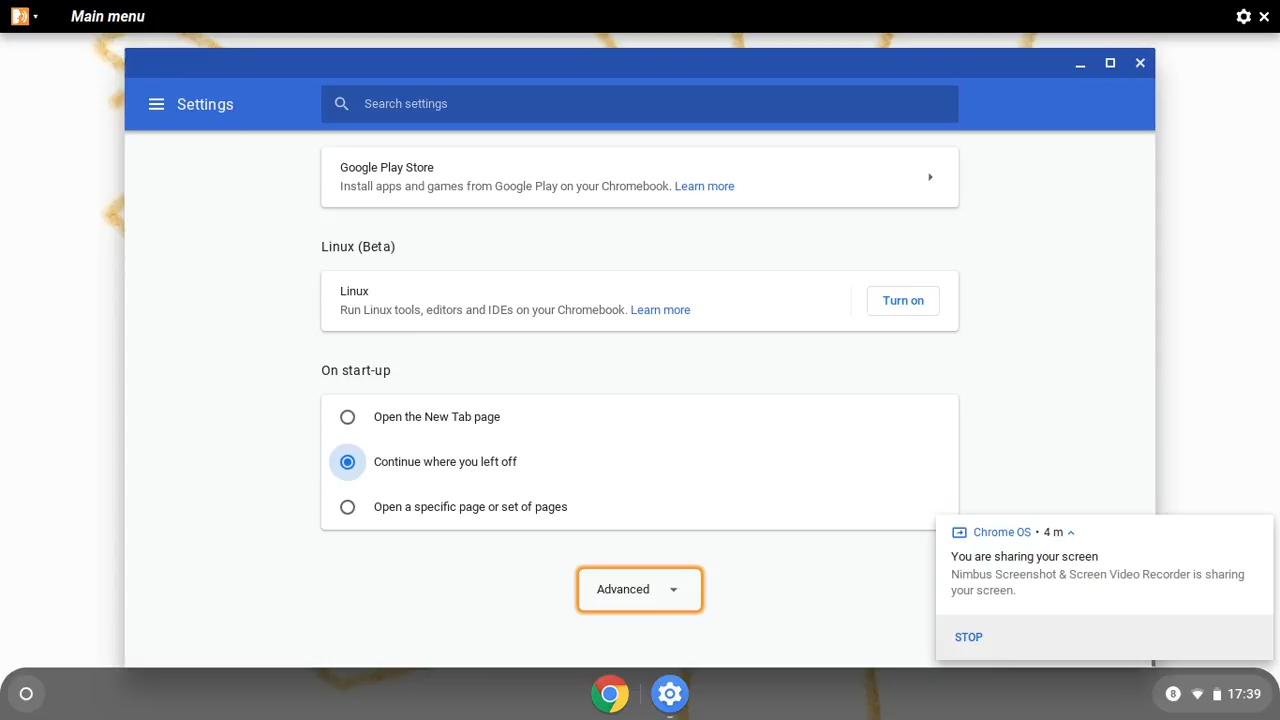 Main menu
Settings
Search settings
Google Play Store
Install apps and games from Google Play on your Chromebook. Learn more
Linux (Beta)
Linux
Run Linux tools, editors and IDEs on your Chromebook. Learn more
Turn on
On start-up
Open the New Tab page
Continue where you left off
Open a specific page or set of pages
Advanced
Chrome OS • 4 m
You are sharing your screen
Nimbus Screenshot & Screen Video Recorder is sharing
your screen.
STOP
8
17:39